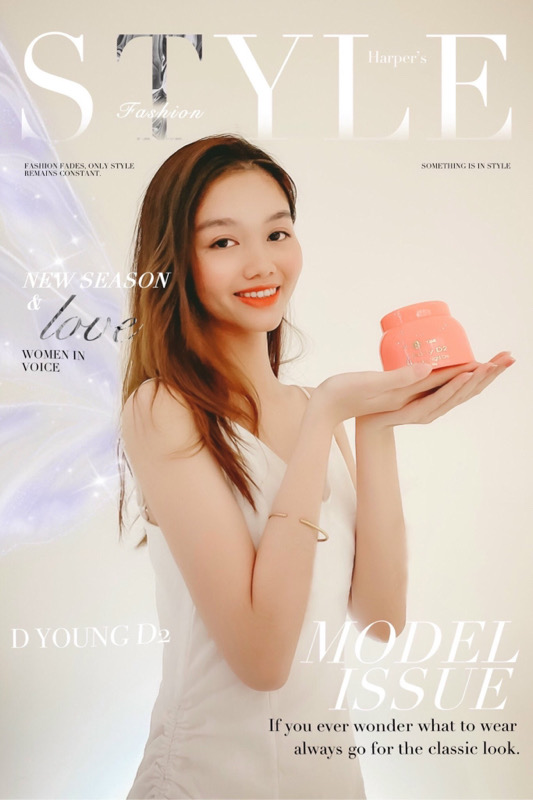 STYLE
Harper's
Fashion
FASHION FADES, ONLY STYLE
REMAINS CONSTANT.
SOMETHING IS IN STYLE
NEW SEASON
&
love
WOMEN IN
VOICE
D YOUNG D2
MODEL
ISSUE
If you ever wonder what to wear
always go for the classic look.